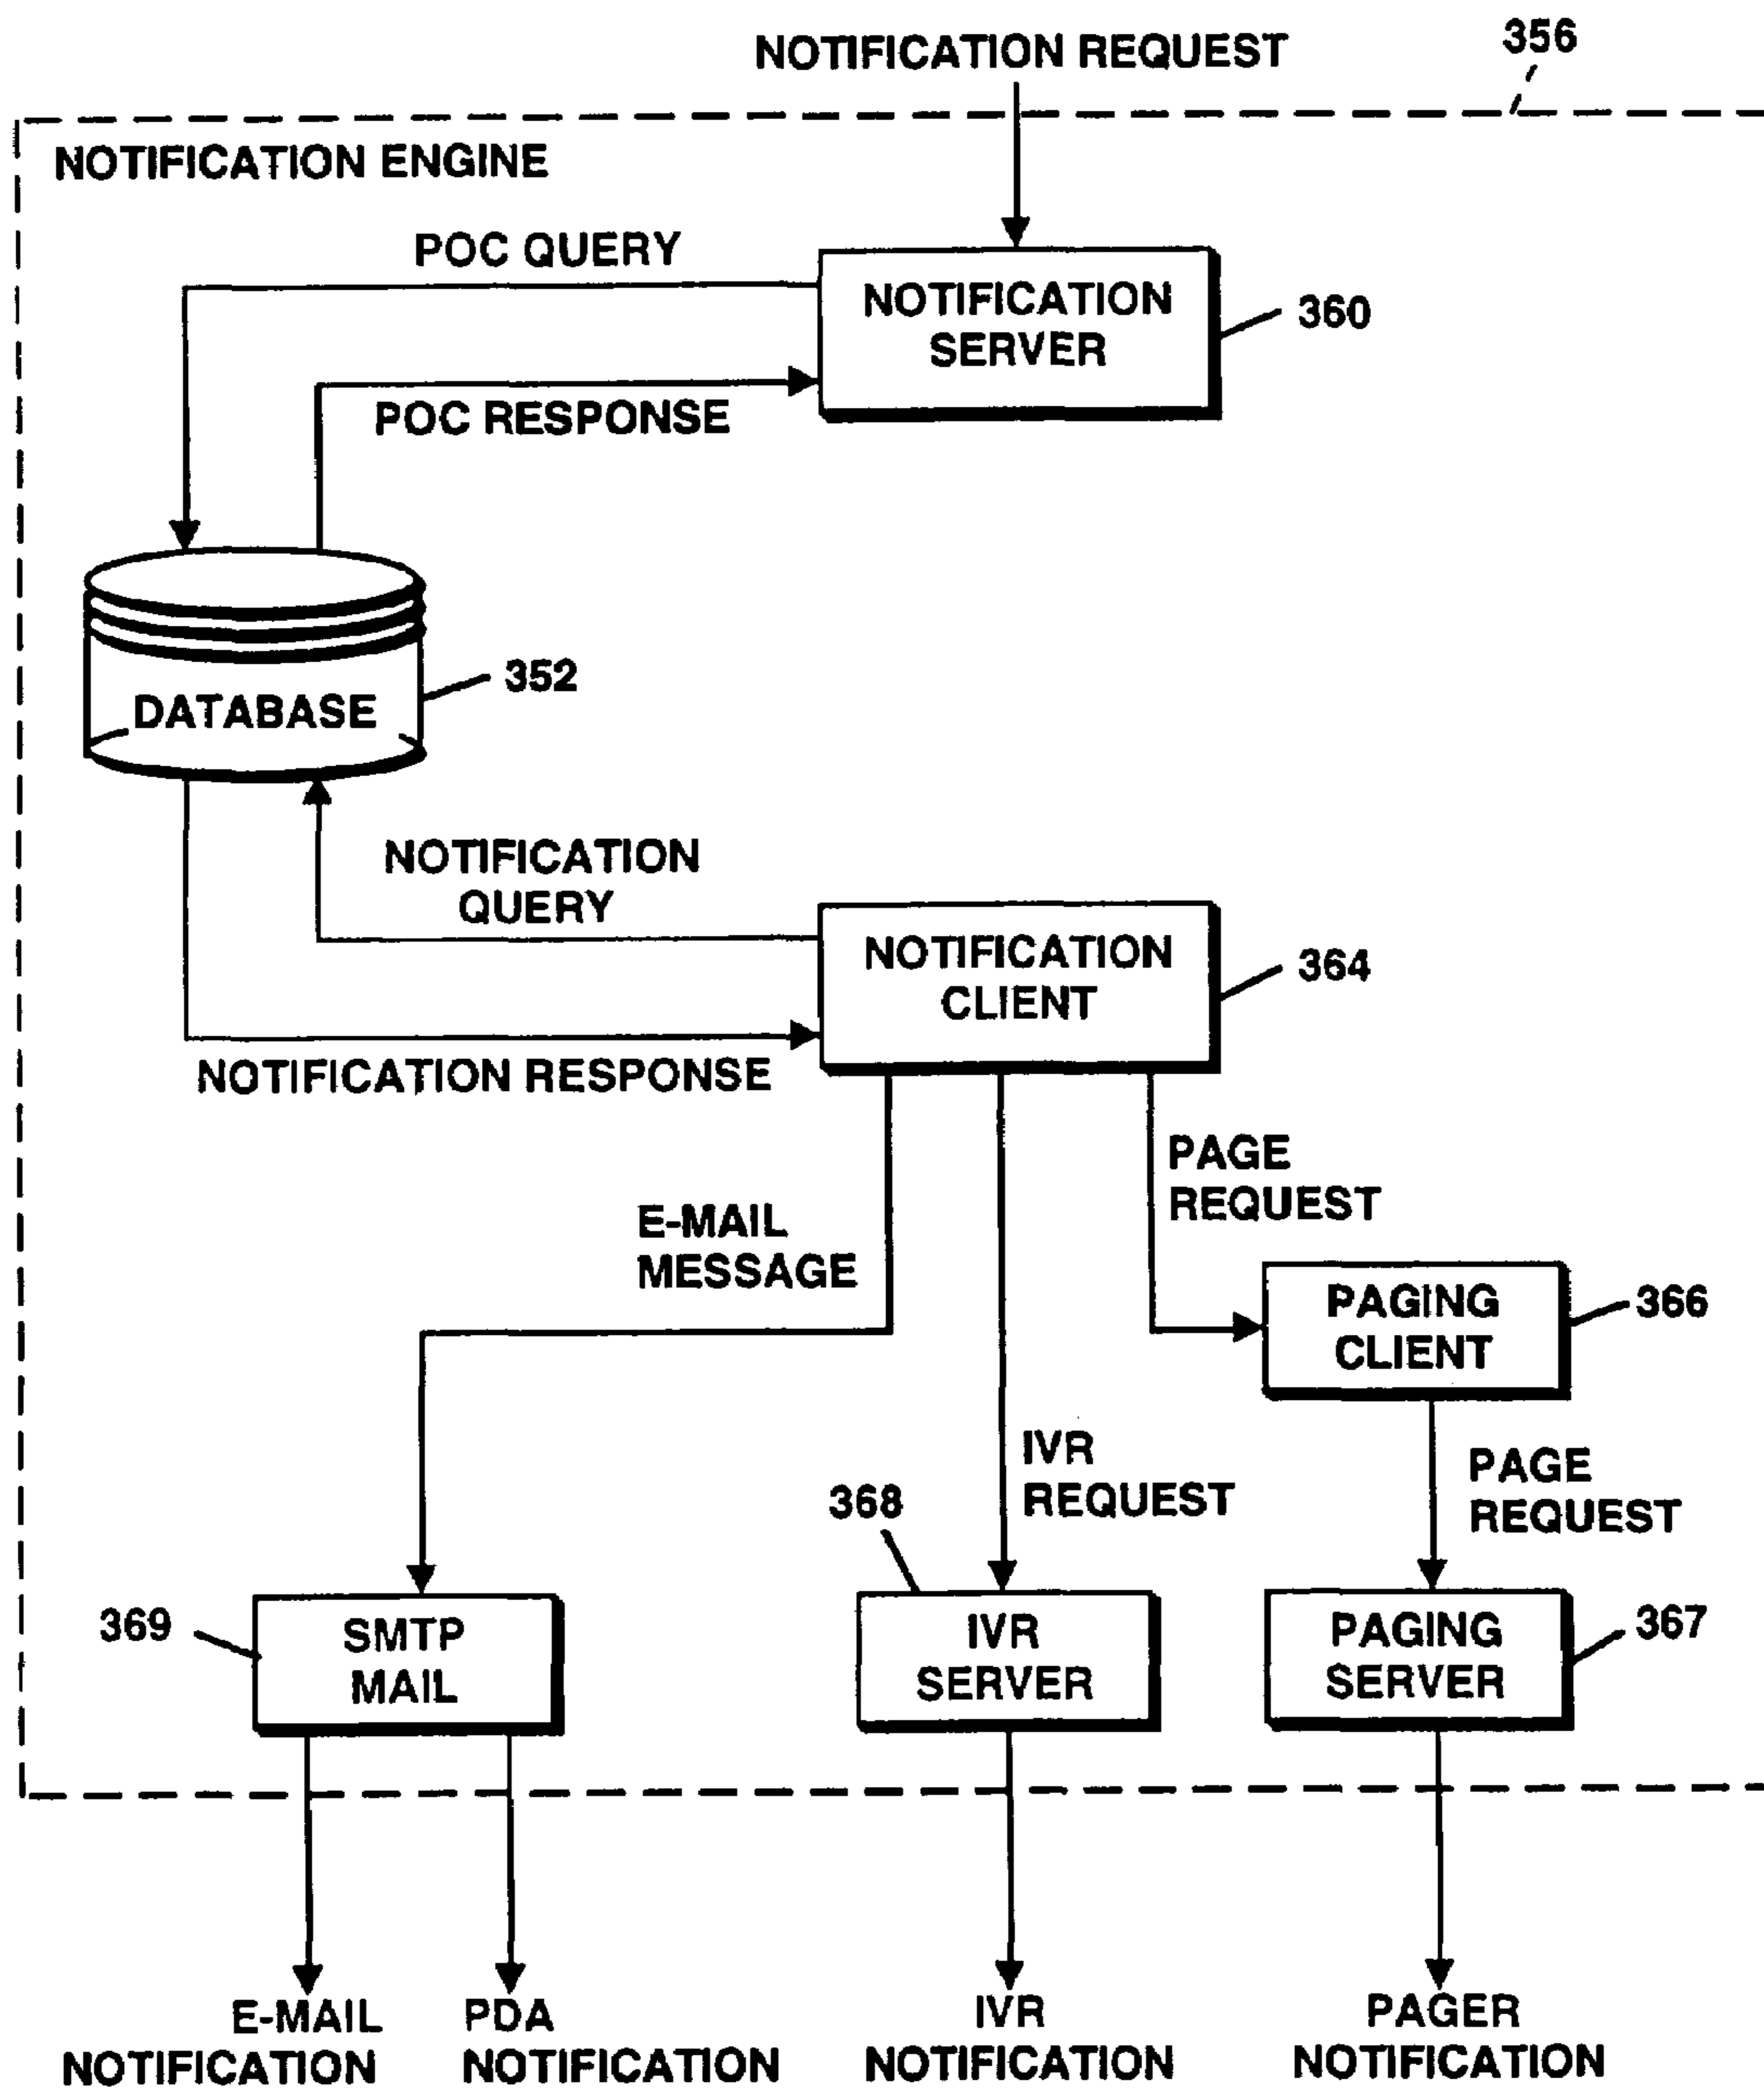 NOTIFICATION REQUEST
356
NOTIFICATION ENGINE
POC QUERY
NOTIFICATION
SERVER
360
POC RESPONSE
352
DATABASE
NOTIFICATION
QUERY
NOTIFICATION
CLIENT
364
NOTIFICATION RESPONSE
PAGE
REQUEST
E-MAIL
MESSAGE
PAGING
CLIENT
366
IVR
REQUEST
PAGE
REQUEST
368
369
SMTP
MAIL
IVR
SERVER
PAGING
SERVER
367
E-MAIL
NOTIFICATION
PDA
NOTIFICATION
IVR
NOTIFICATION
PAGER
NOTIFICATION